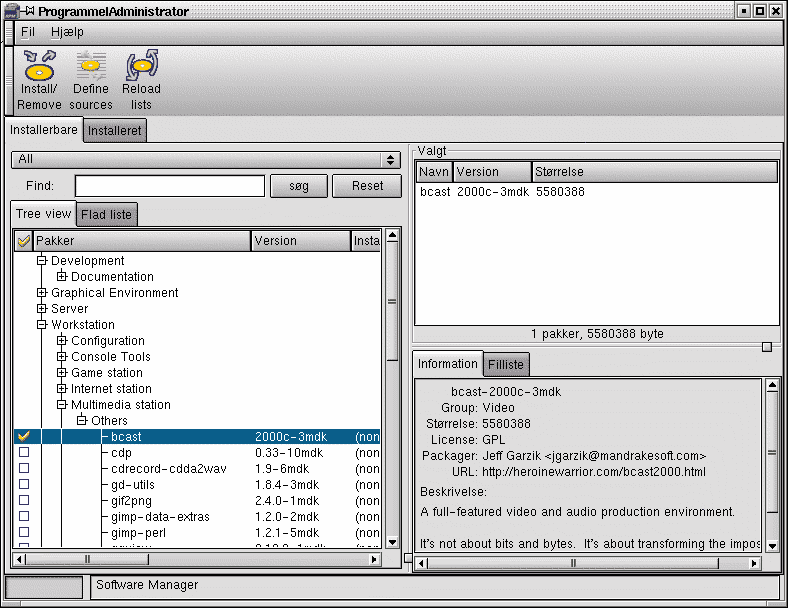 ProgrammelAdministrator
Fil Hjælp
Install/ Remove
Define sources
Reload lists
Installerbare Installeret
All
Find: søg Reset
Tree view Flad liste
Pakker Version Insta
Development
Documentation
Graphical Environment
Server
Workstation
Configuration
Console Tools
Game station
Internet station
Multimedia station
Others
bcast 2000c-3mdk (non
cdp 0.33-10mdk (non
cdrecord-cdda2wav 1.9-6mdk (non
gd-utils 1.8.4-3mdk (non
gif2png 2.4.0-1mdk (non
gimp-data-extras 1.2.0-2mdk (non
gimp-perl 1.2.1-5mdk (non
Valgt
Navn Version Størrelse
bcast 2000c-3mdk 5580388
1 pakker, 5580388 byte
Information Filliste
bcast-2000c-3mdk
Group: Video
Størrelse: 5580388
License: GPL
Packager: Jeff Garzik <jgarzik@mandrakesoft.com>
URL: http://heroinewarrior.com/bcast2000.html
Beskrivelse:
A full-featured video and audio production environment.
It's not about bits and bytes. It's about transforming the impos
Software Manager